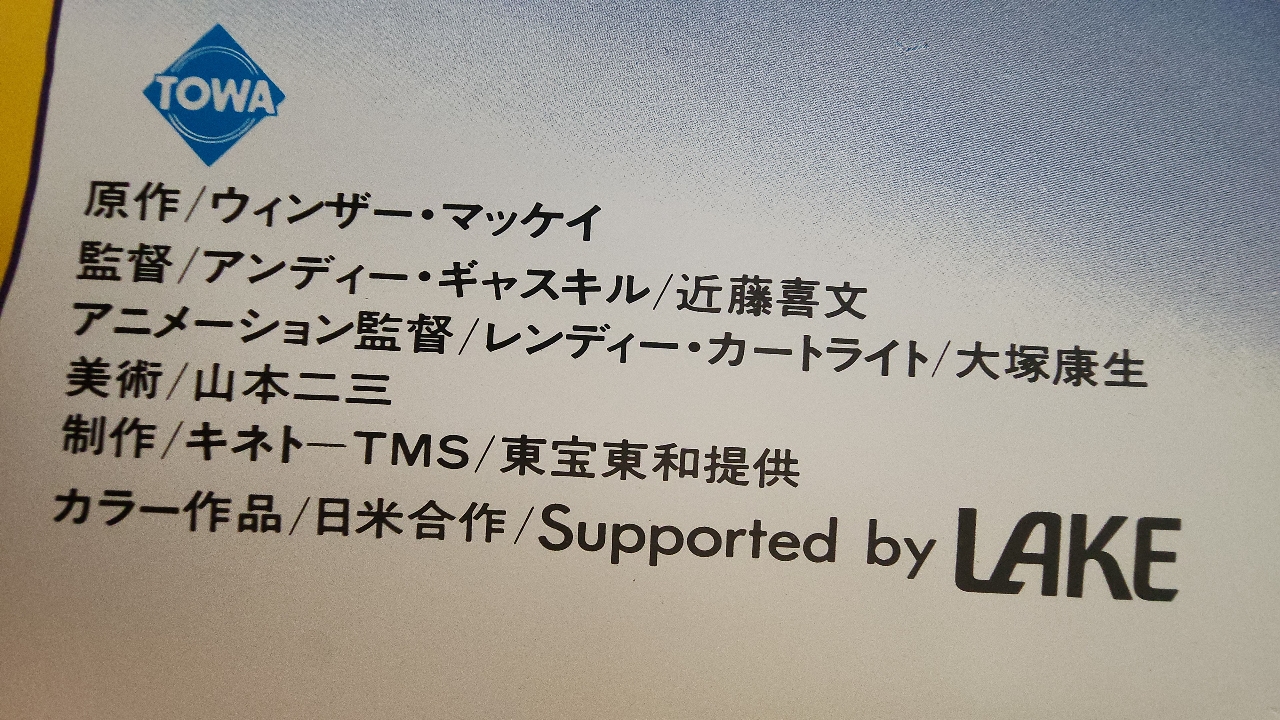 TOWA
原作/ウィンザー・マッケイ
監督/アンディー・ギャスキル/近藤喜文
アニメーション監督/レンディー・カートライト/大塚康生
美術/山本二三
制作/キネトーTMS/東宝東和提供
カラー作品/日米合作/Supported by LAKE